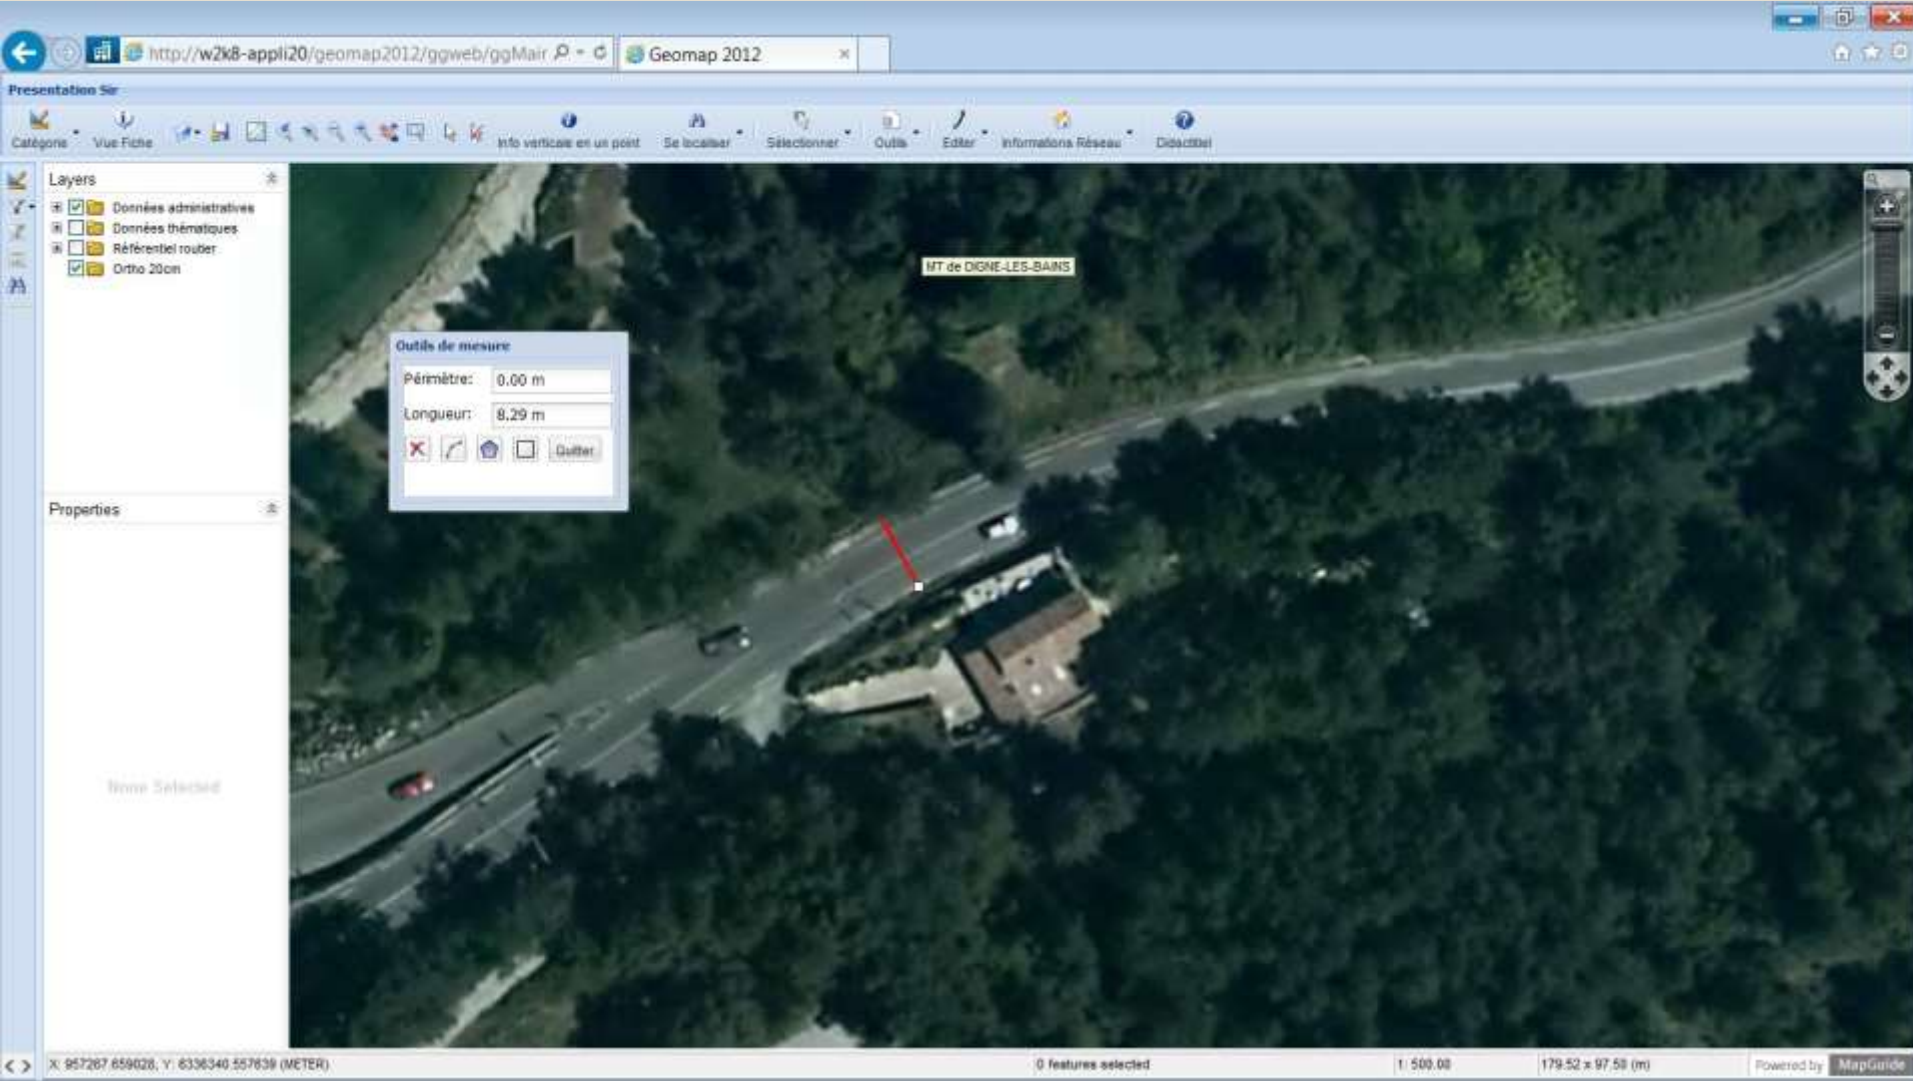 http://w2k8-appli20/geomap2012/ggweb/ggMair
Geomap 2012
Presentation Sir
Catégorie
Vue Fiche
Info verticale en un point
Se localiser
Sélectionner
Outils
Editer
Informations Réseau
Didactitiel
Layers
Données administratives
Données thématiques
Référentiel routier
Ortho 20cm
MT de DIGNE-LES-BAINS
Outils de mesure
Périmètre: 0.00 m
Longueur: 8.29 m
Quitter
Properties
None Selected
X: 957267.659028, Y: 6336340.557639 (METER)
0 features selected
1: 500.00
179.52 x 97.50 (m)
Powered by MapGuide